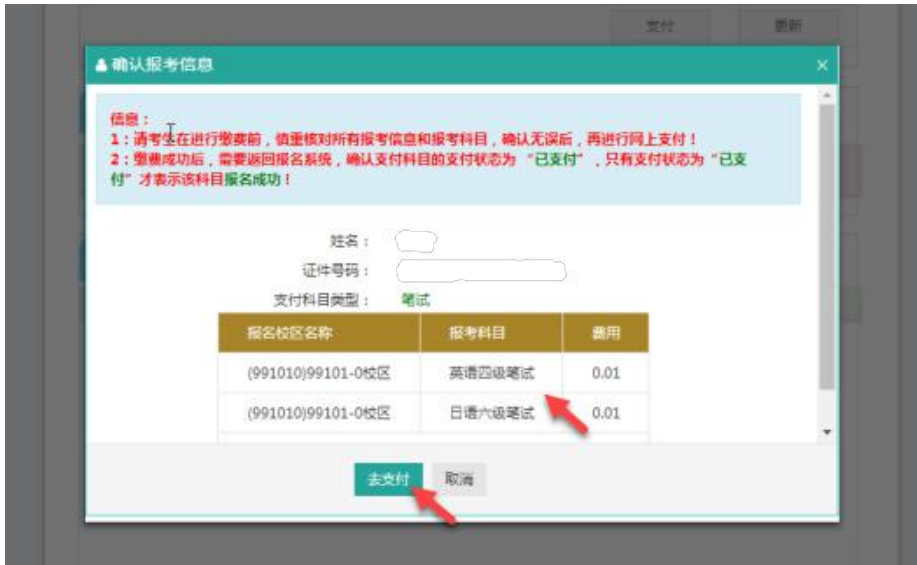 支付 更新
确认报考信息 ×
信息：
1：请考生在进行缴费前，慎重核对所有报考信息和报考科目，确认无误后，再进行网上支付！
2：缴费成功后，需要返回报名系统，确认支付科目的支付状态为 “已支付” ，只有支付状态为 “已支
付” 才表示该科目报名成功！
姓名：
证件号码：
支付科目类型： 笔试
报名校区名称 报考科目 费用
(991010)99101-0校区 英语四级笔试 0.01
(991010)99101-0校区 日语六级笔试 0.01
去支付 取消